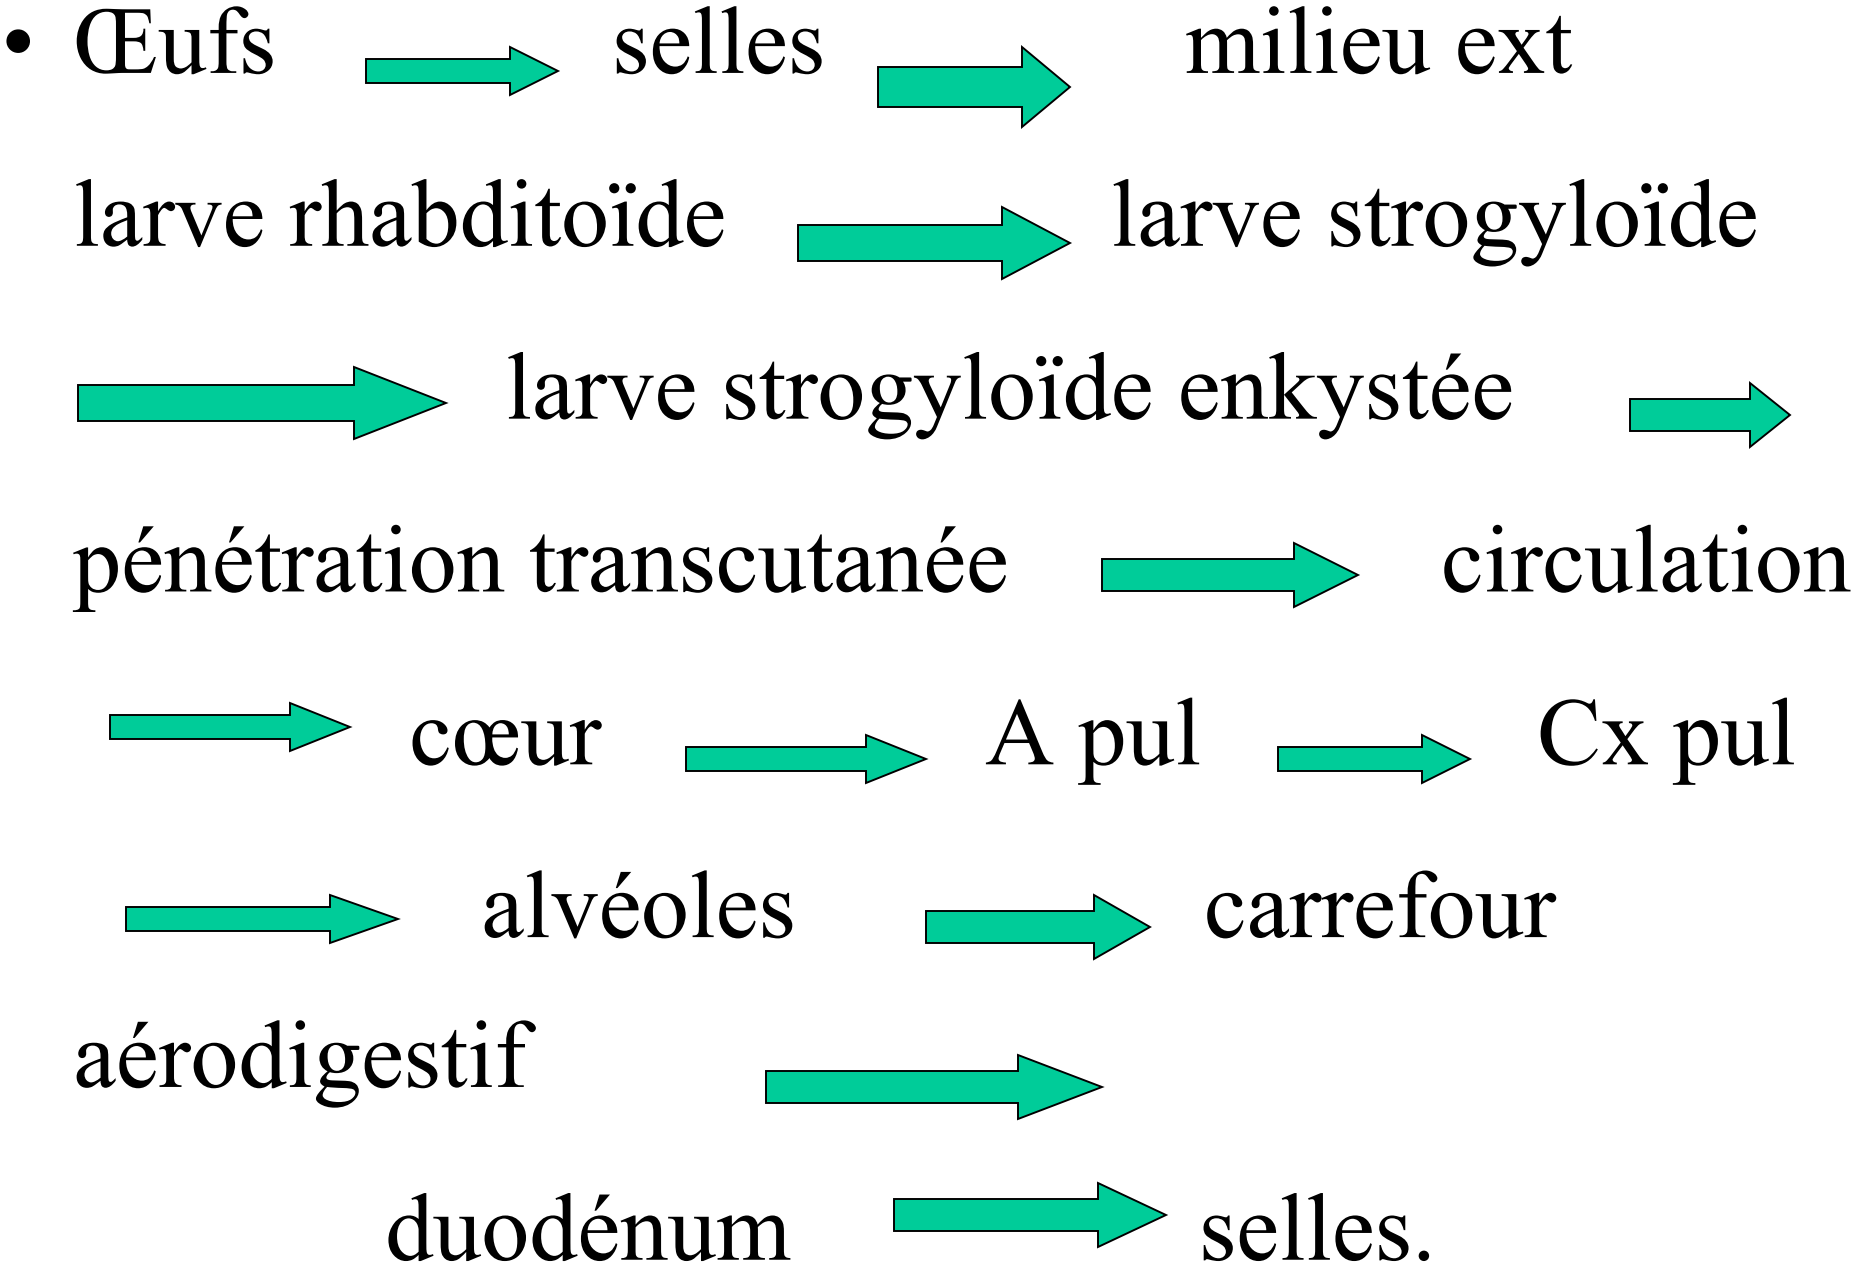 • Œufs selles milieu ext
larve rhabditoïde larve strogyloïde
larve strogyloïde enkystée
pénétration transcutanée circulation
cœur A pul Cx pul
alvéoles carrefour
aérodigestif
duodénum selles.